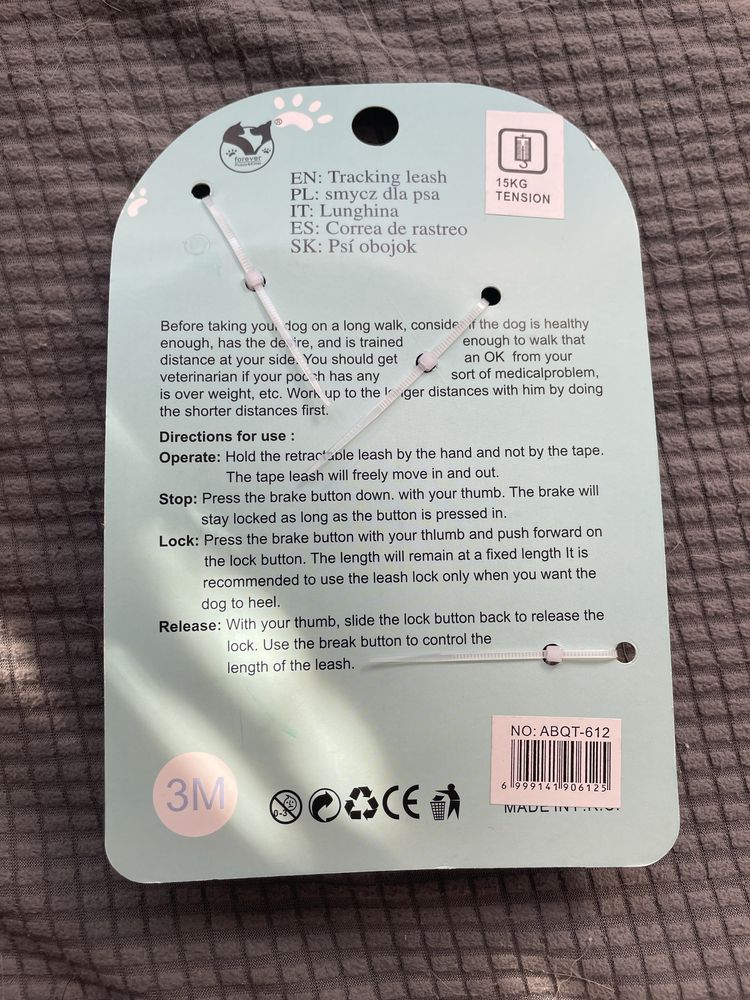 forever
®
15KG
TENSION
EN: Tracking leash
PL: smycz dla psa
IT: Lunghina
ES: Correa de rastreo
SK: Psí obojok
Before taking your dog on a long walk, consider if the dog is healthy
enough, has the desire, and is trained enough to walk that
distance at your side. You should get an OK from your
veterinarian if your pooch has any sort of medicalproblem,
is over weight, etc. Work up to the longer distances with him by doing
the shorter distances first.
Directions for use :
Operate: Hold the retractable leash by the hand and not by the tape.
The tape leash will freely move in and out.
Stop: Press the brake button down. with your thumb. The brake will
stay locked as long as the button is pressed in.
Lock: Press the brake button with your thlumb and push forward on
the lock button. The length will remain at a fixed length It is
recommended to use the leash lock only when you want the
dog to heel.
Release: With your thumb, slide the lock button back to release the
lock. Use the break button to control the
length of the leash.
NO: ABQT-612
6 999141 906125
MADE IN P.R.C.
3M
0-3
CE